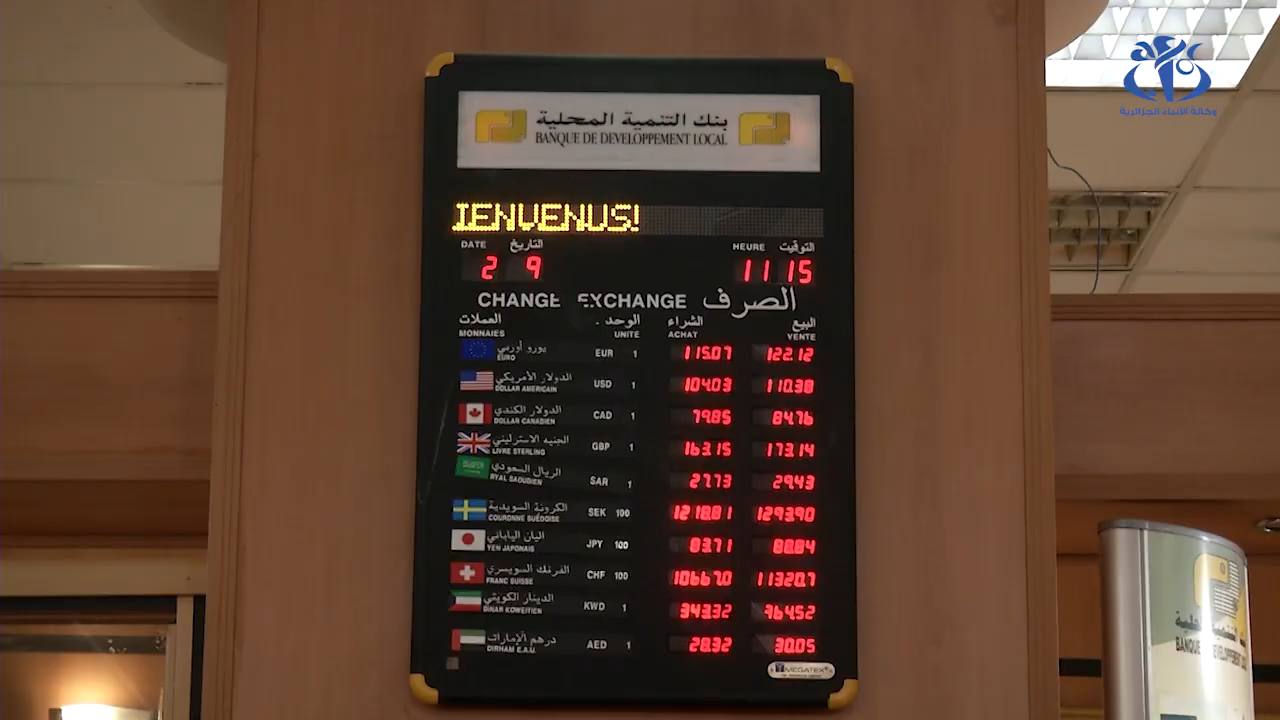 وكالة الأنباء الجزائرية
بنك التنمية المحلية
BANQUE DE DEVELOPPEMENT LOCAL
IENVENUS!
DATE التاريخ HEURE التوقيت
2 9 11 15
CHANGE EXCHANGE الصرف
العملات الوحد الشراء البيع
MONNAIES UNITE ACHAT VENTE
يورو أوربي
EURO EUR 1 115.07 122.12
الدولار الأمريكي
DOLLAR AMERICAIN USD 1 104.03 110.38
الدولار الكندي
DOLLAR CANADIEN CAD 1 79.85 84.76
الجنيه الاسترليني
LIVRE STERLING GBP 1 163.15 173.14
الريال السعودي
RYAL SAOUDIEN SAR 1 27.73 29.43
الكرونة السويدية
COURONNE SUÉDOISE SEK 100 1218.81 1293.90
اليان الياباني
YEN JAPONAIS JPY 100 83.71 88.84
الفرنك السويسري
FRANC SUISSE CHF 100 10667.0 11320.7
الدينار الكويتي
DINAR KOWEITIEN KWD 1 343.32 364.52
درهم الإمارات
DIRHAM E.A.U. AED 1 28.32 30.05
MEGATEX